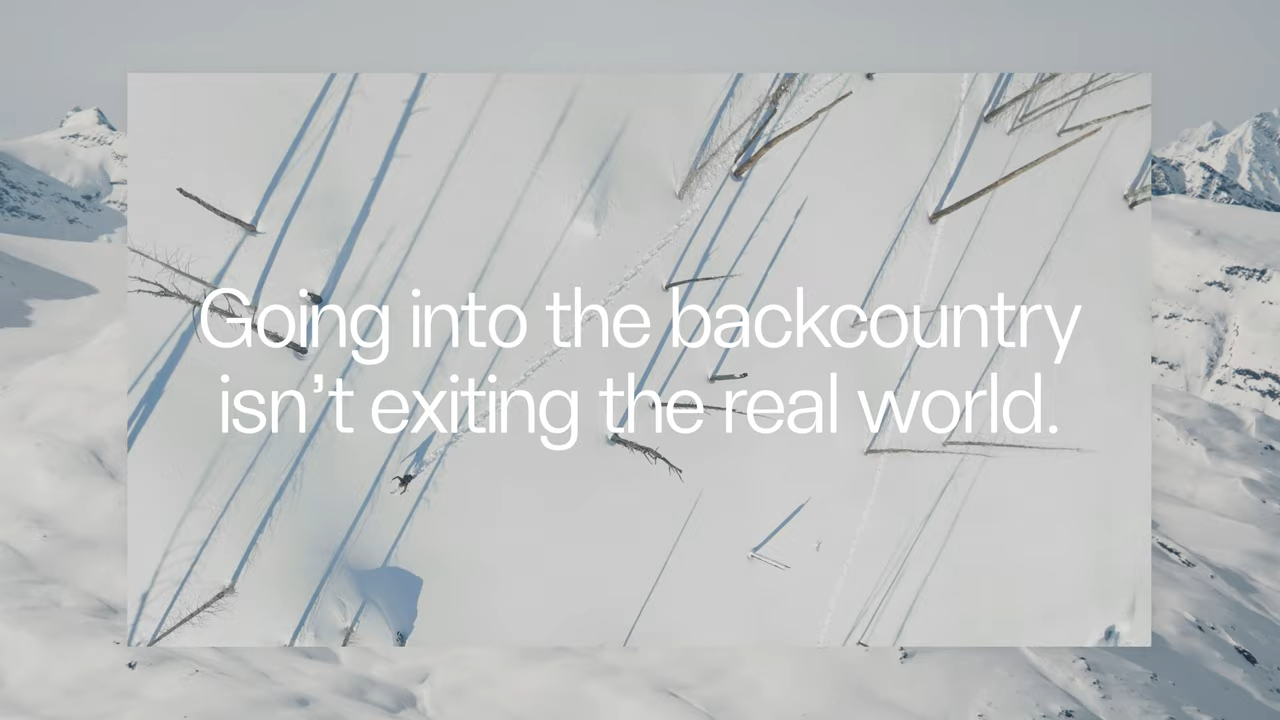 Going into the backcountry
isn’t exiting the real world.